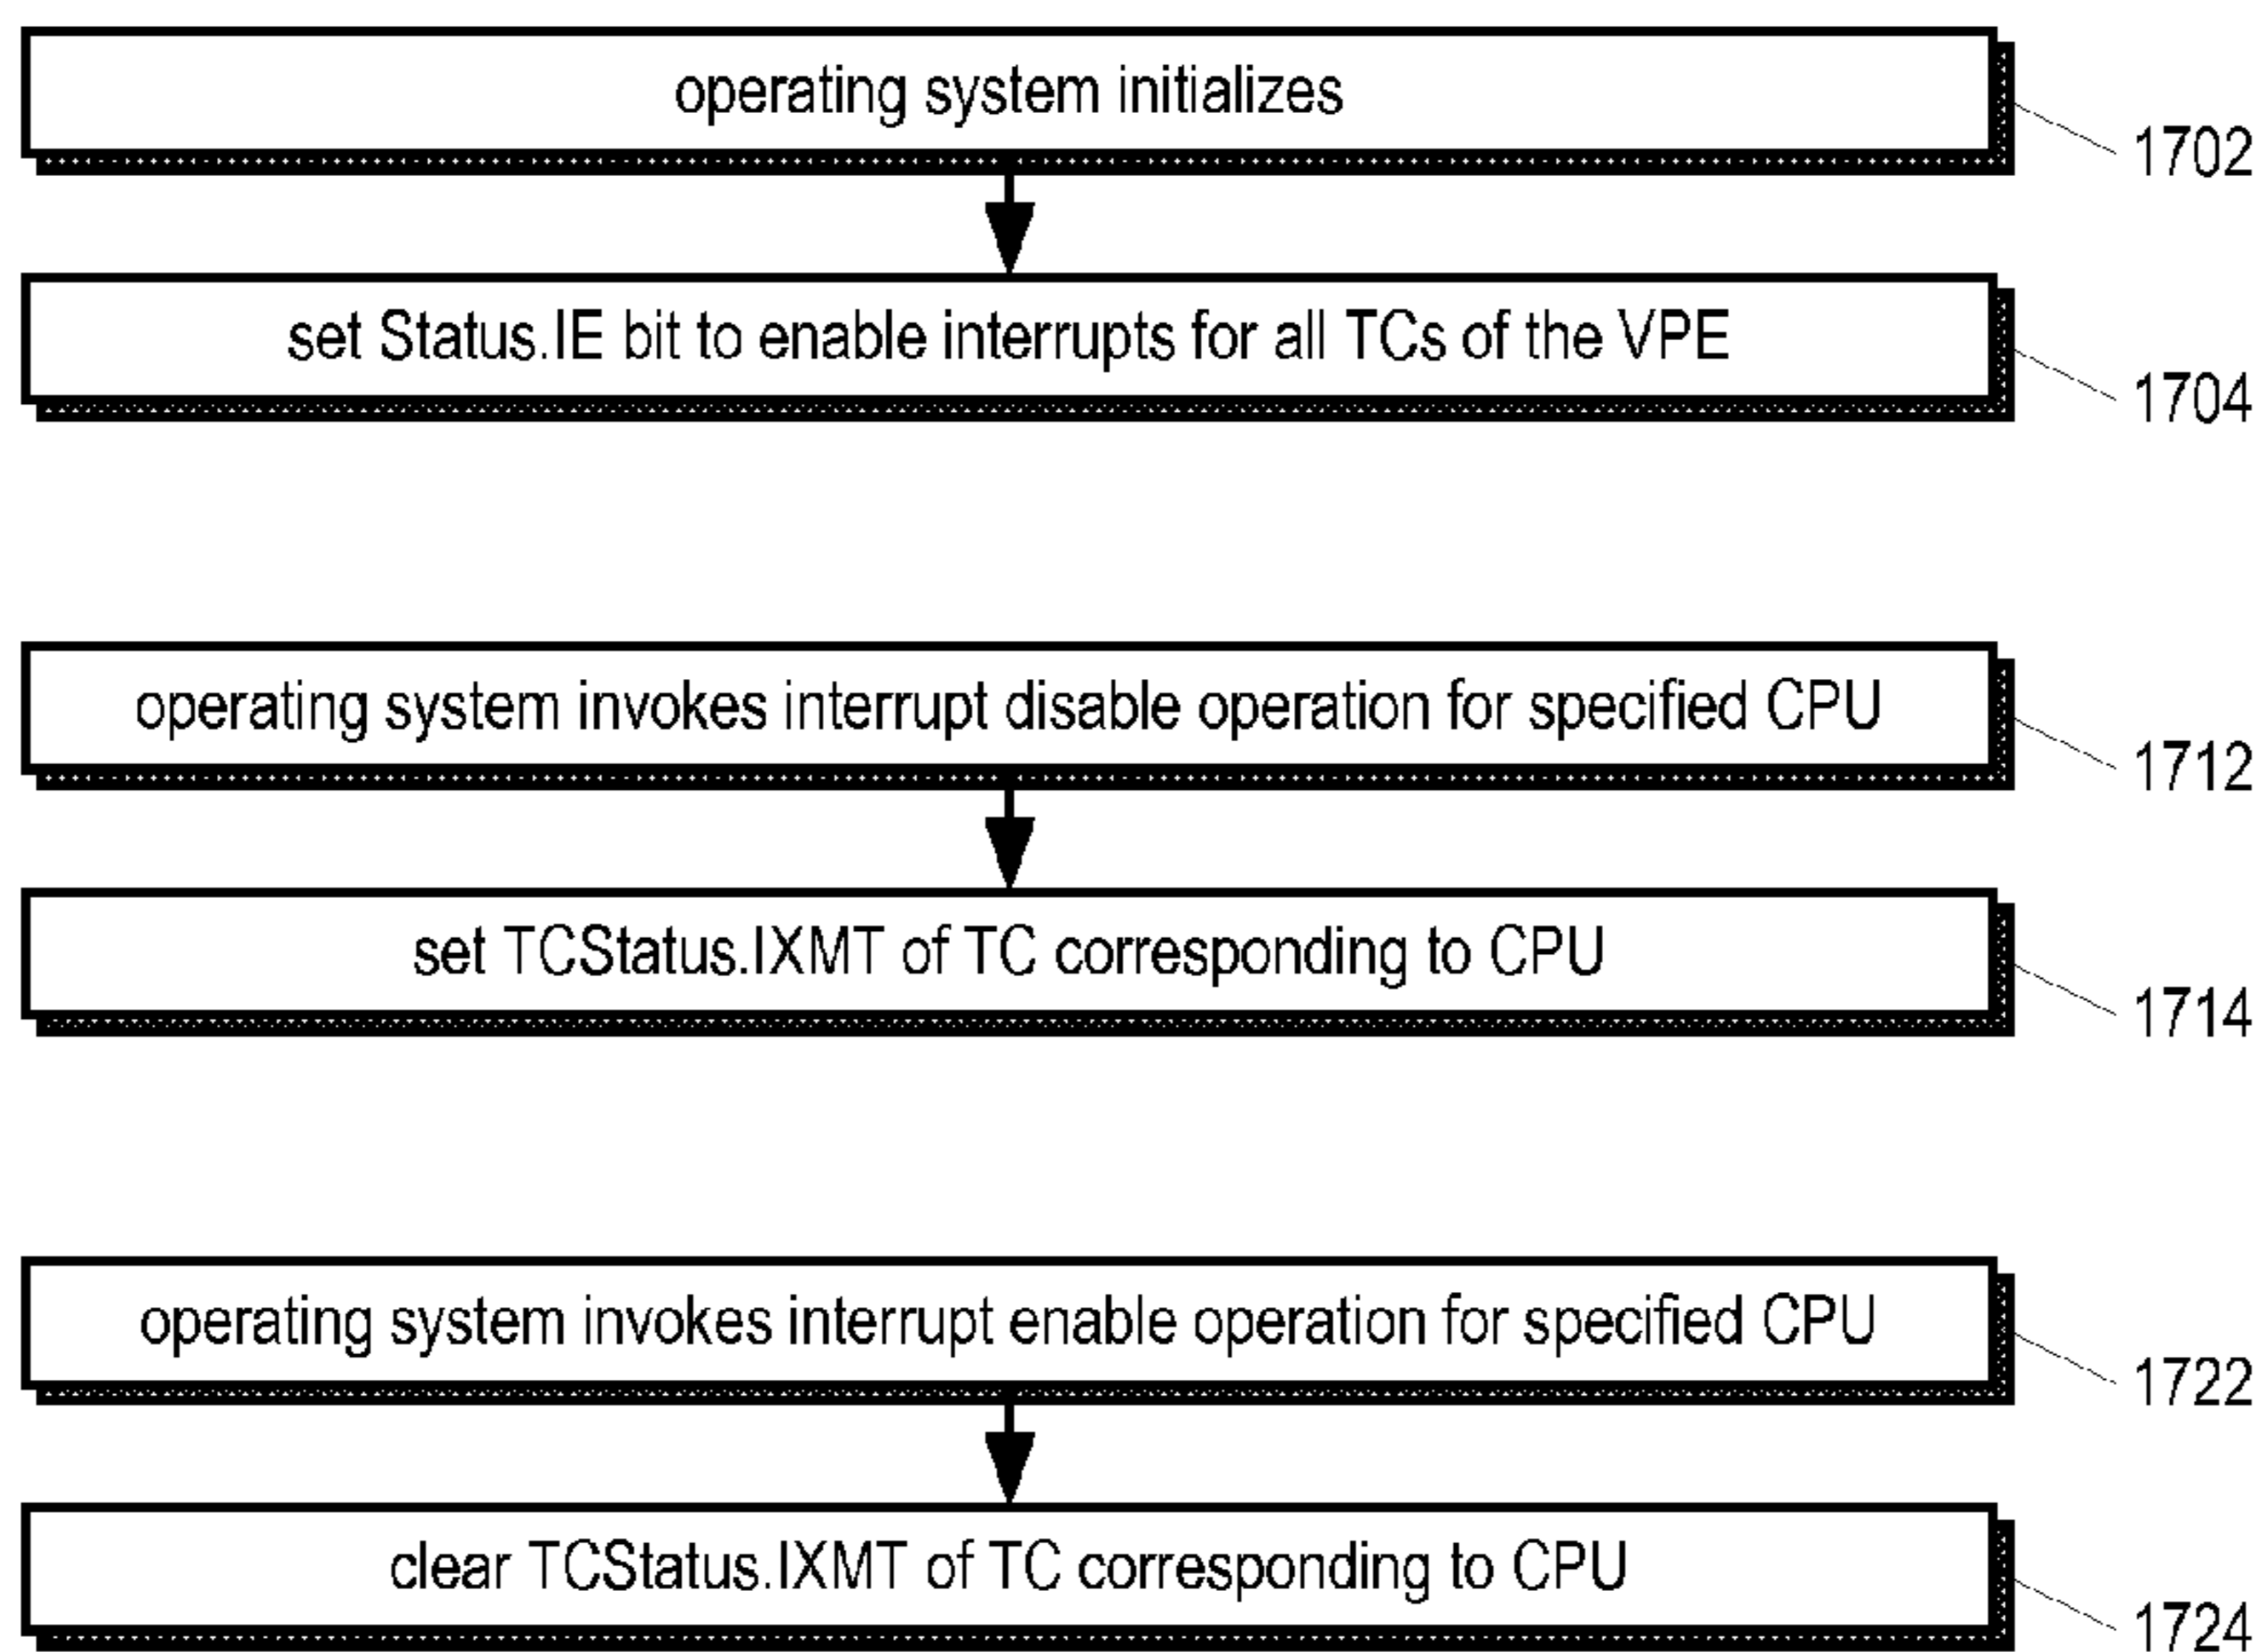 operating system initializes
1702
set Status.IE bit to enable interrupts for all TCs of the VPE
1704
operating system invokes interrupt disable operation for specified CPU
1712
set TCStatus.IXMT of TC corresponding to CPU
1714
operating system invokes interrupt enable operation for specified CPU
1722
clear TCStatus.IXMT of TC corresponding to CPU
1724